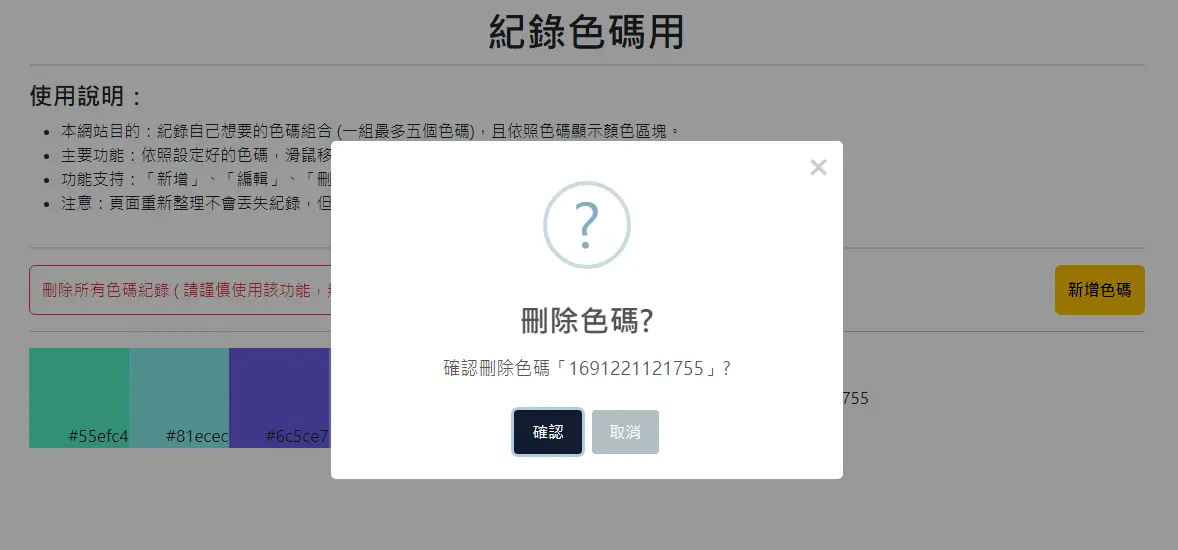 紀錄色碼用
使用說明：
本網站目的：紀錄自己想要的色碼組合 (一組最多五個色碼)，且依照色碼顯示顏色區塊。
主要功能：依照設定好的色碼，滑鼠移
功能支持：「新增」、「編輯」、「刪
注意：頁面重新整理不會丟失紀錄，但
刪除所有色碼紀錄 ( 請謹慎使用該功能，
新增色碼
×
?
刪除色碼?
確認刪除色碼「1691221121755」?
確認 取消
755
#55efc4 #81ecec #6c5ce7